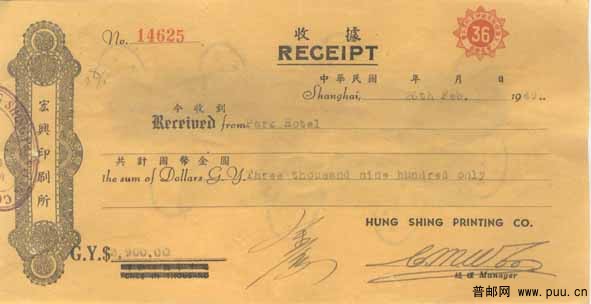 收據
No. 14625
RECEIPT
36
中華民國 年 月 日
Shanghai, 26th Feb. 1949.
今收到
Received from Park Hotel
共計國幣金圓
the sum of Dollars G.Y. Three thousand nine hundred only
宏興印刷所
HUNG SHING PRINTING CO.
G.Y.$3,900.00
經理 Manager
普邮网 www.puu.cn